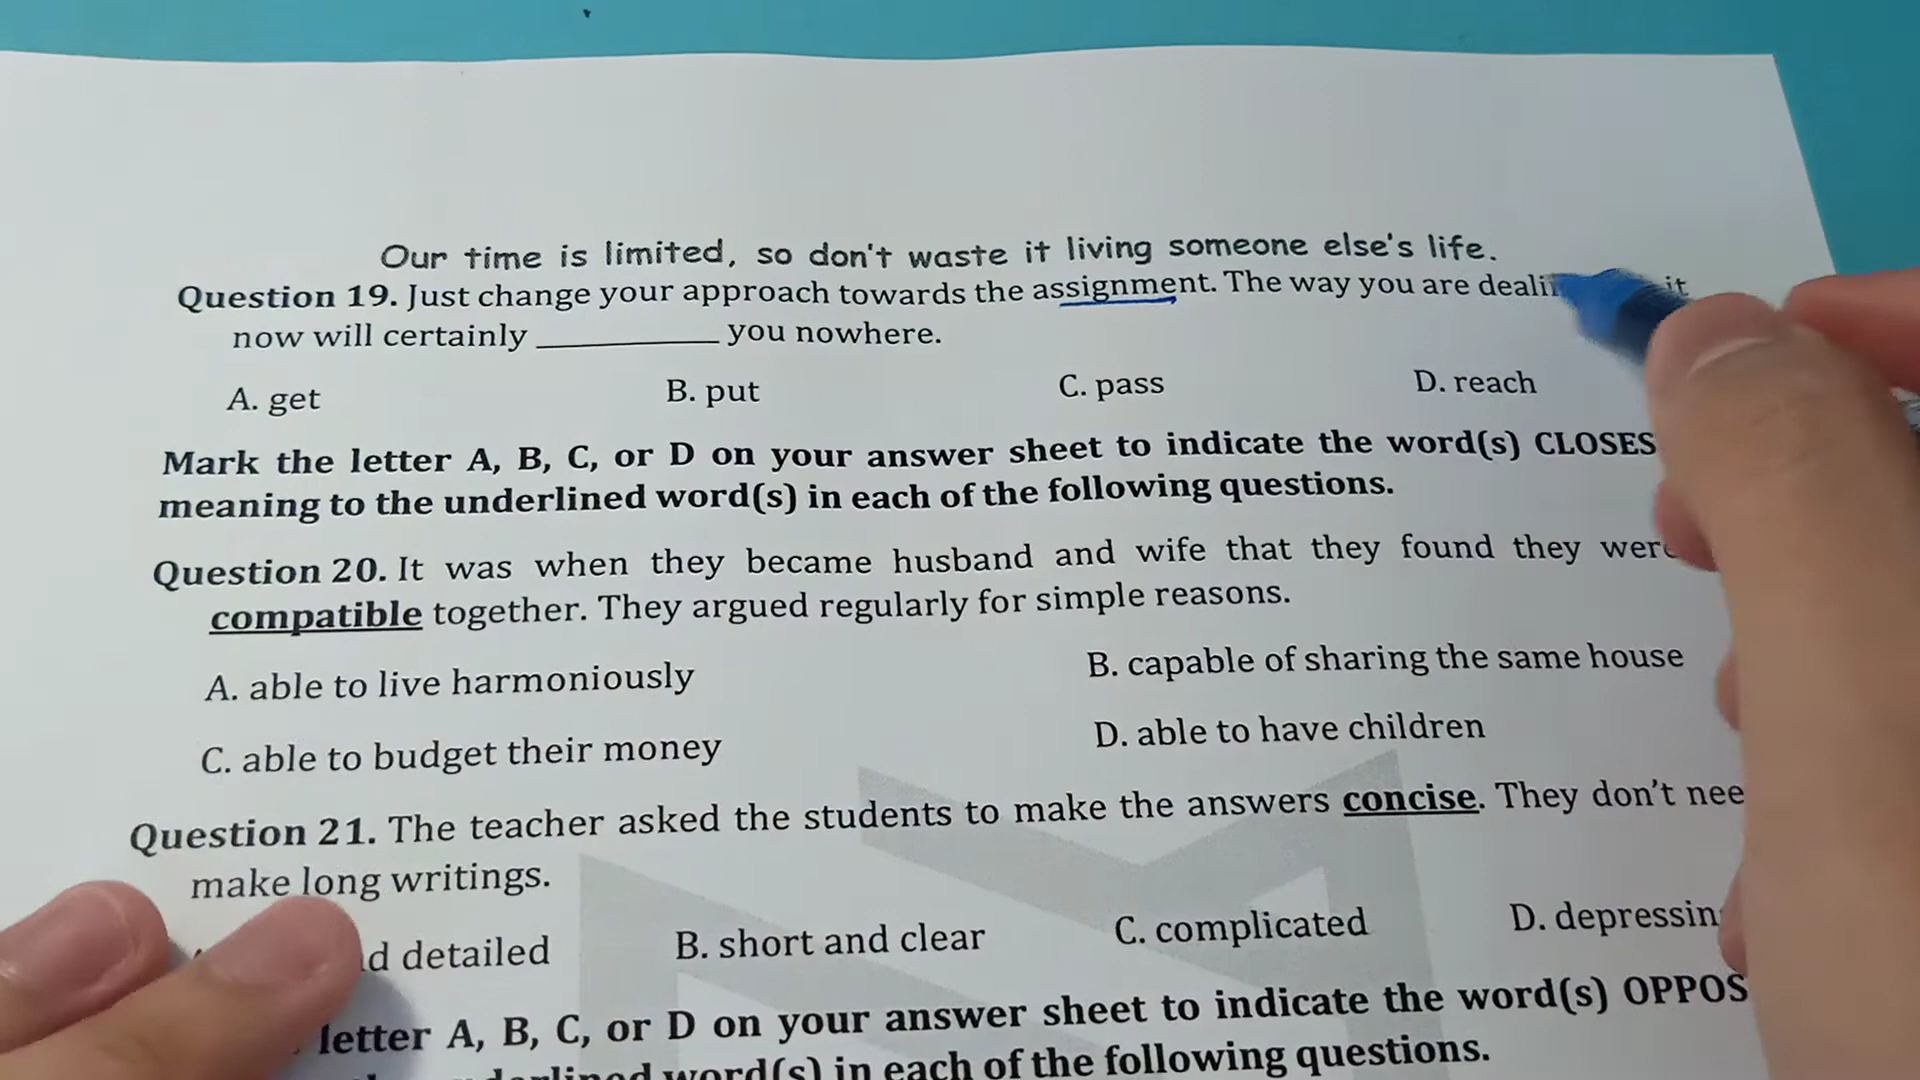 Our time is limited, so don't waste it living someone else's life.
Question 19. Just change your approach towards the assignment. The way you are it
now will certainly __________ you nowhere.
A. get B. put C. pass D. reach
Mark the letter A, B, C, or D on your answer sheet to indicate the word(s) CLOSES
meaning to the underlined word(s) in each of the following questions.
Question 20. It was when they became husband and wife that they found they wer
compatible together. They argued regularly for simple reasons.
A. able to live harmoniously B. capable of sharing the same house
C. able to budget their money D. able to have children
Question 21. The teacher asked the students to make the answers concise. They don't nee
make long writings.
d detailed B. short and clear C. complicated D. depressin
letter A, B, C, or D on your answer sheet to indicate the word(s) OPPOS
word(s) in each of the following questions.